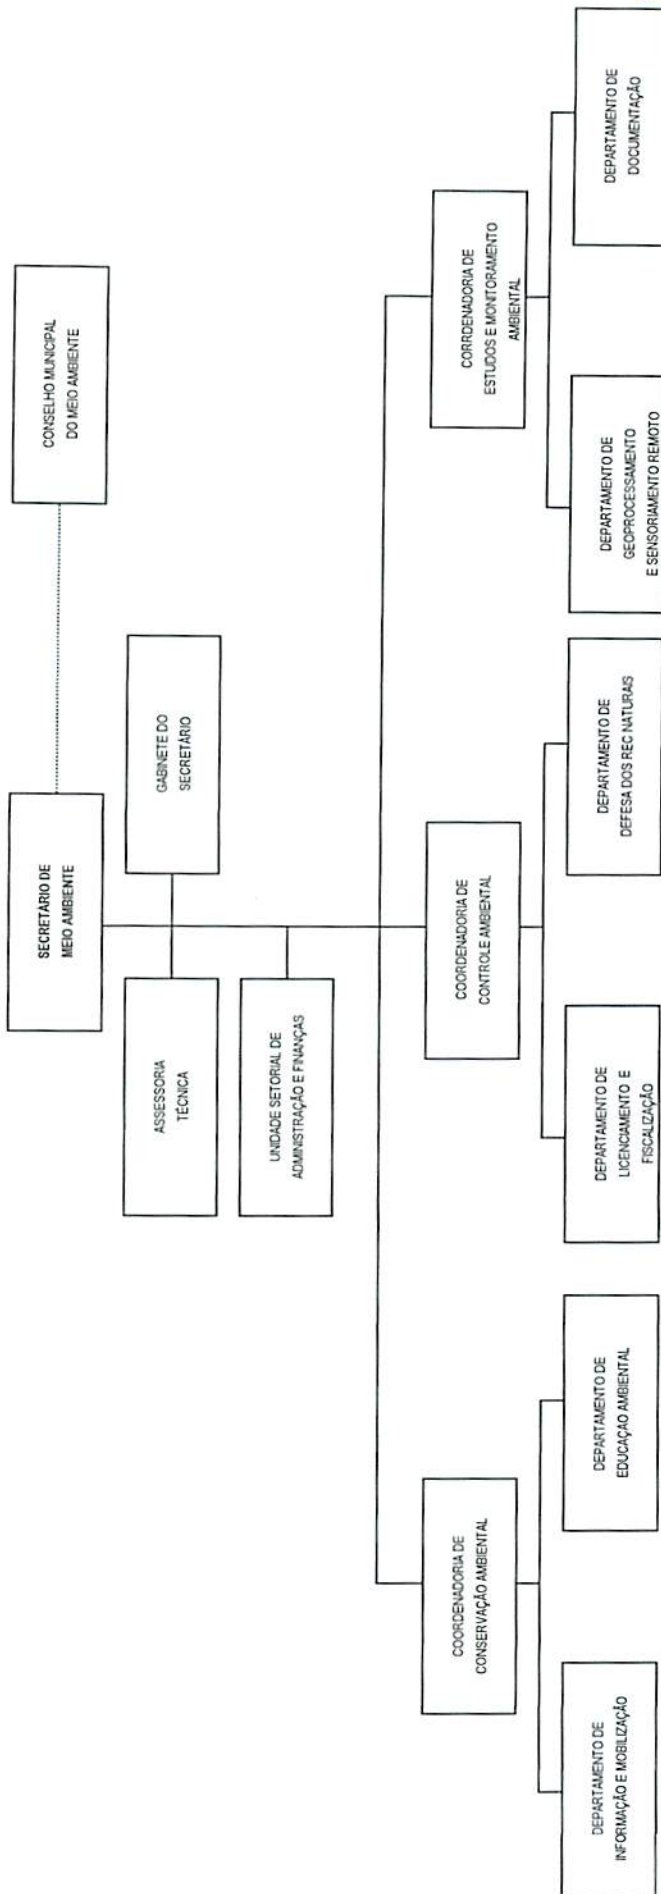 CONSELHO MUNICIPAL
DO MEIO AMBIENTE
SECRETÁRIO DE
MEIO AMBIENTE
GABINETE DO
SECRETÁRIO
ASSESSORIA
TÉCNICA
UNIDADE SETORIAL DE
ADMINISTRAÇÃO E FINANÇAS
COORDENADORIA DE
CONSERVAÇÃO AMBIENTAL
COORDENADORIA DE
CONTROLE AMBIENTAL
CORRDENADORIA DE
ESTUDOS E MONITORAMENTO
AMBIENTAL
DEPARTAMENTO DE
INFORMAÇÃO E MOBILIZAÇÃO
DEPARTAMENTO DE
EDUCAÇÃO AMBIENTAL
DEPARTAMENTO DE
LICENCIAMENTO E
FISCALIZAÇÃO
DEPARTAMENTO DE
DEFESA DOS REC NATURAIS
DEPARTAMENTO DE
GEOPROCESSAMENTO
E SENSORIAMENTO REMOTO
DEPARTAMENTO DE
DOCUMENTAÇÃO